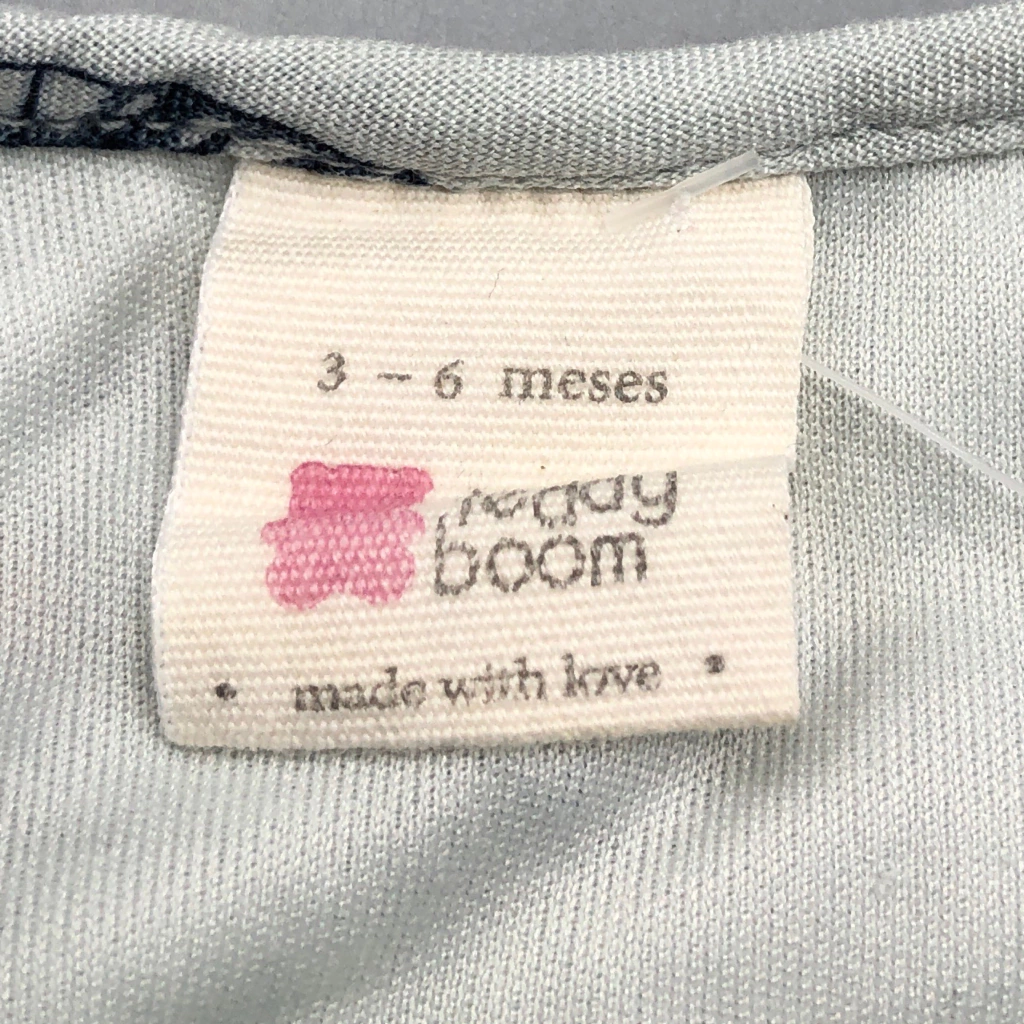 3 - 6 meses
boom
• made with love •